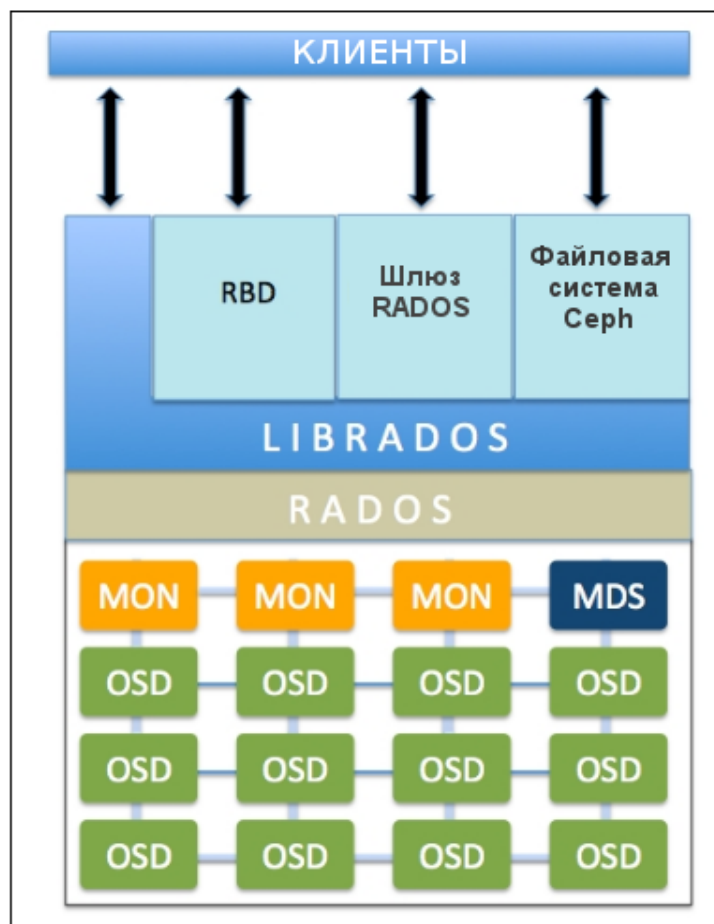 КЛИЕНТЫ
RBD
Шлюз
RADOS
Файловая
система
Ceph
LIBRADOS
RADOS
MON MON MON MDS
OSD OSD OSD OSD
OSD OSD OSD OSD
OSD OSD OSD OSD